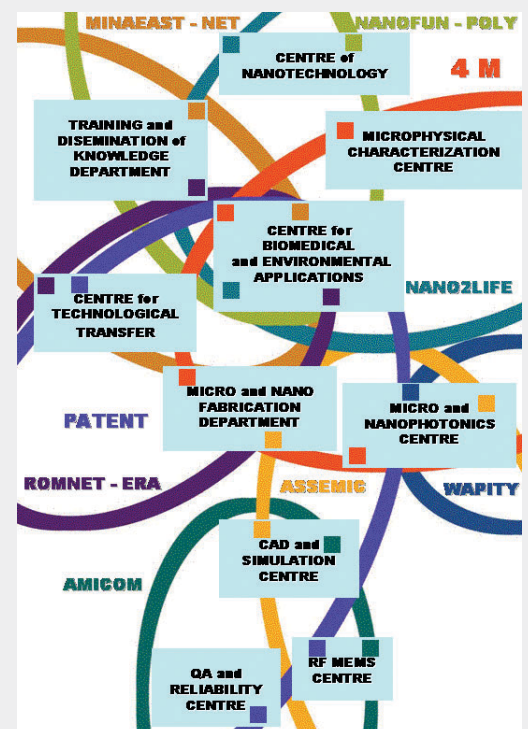 MINAEAST - NET
NANOFUN - POLY
CENTRE of
NANOTECHNOLOGY
4 M
TRAINING and
DISEMINATION of
KNOWLEDGE
DEPARTMENT
MICROPHYSICAL
CHARACTERIZATION
CENTRE
CENTRE for
BIOMEDICAL
and ENVIRONMENTAL
APPLICATIONS
NANO2LIFE
CENTRE for
TECHNOLOGICAL
TRANSFER
MICRO and NANO
FABRICATION
DEPARTMENT
MICRO and
NANOPHOTONICS
CENTRE
PATENT
ROMNET - ERA
ASSEMIC
WAPITY
CAD and
SIMULATION
CENTRE
AMICOM
QA and
RELIABILITY
CENTRE
RF MEMS
CENTRE